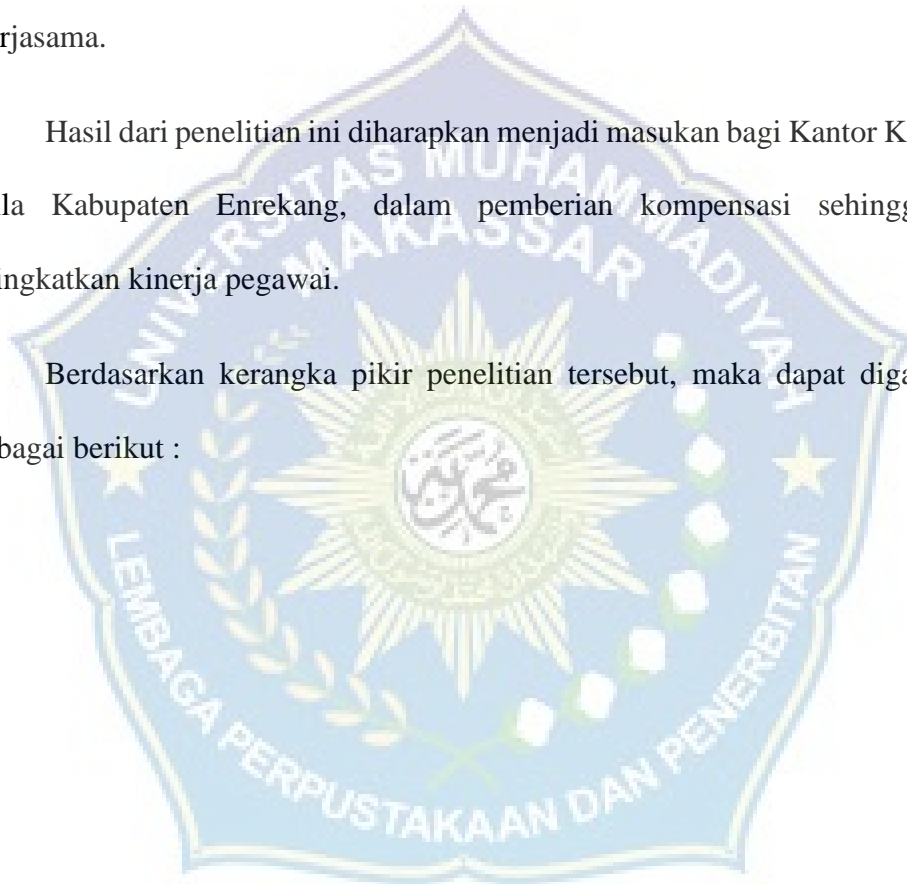 rjasama.
Hasil dari penelitian ini diharapkan menjadi masukan bagi Kantor K
la Kabupaten Enrekang, dalam pemberian kompensasi sehingg
ingkatkan kinerja pegawai.
Berdasarkan kerangka pikir penelitian tersebut, maka dapat diga
bagai berikut :
UNIVERSITAS MUHAMMADIYAH
MAKASSAR
LEMBAGA PERPUSTAKAAN DAN PENERBITAN